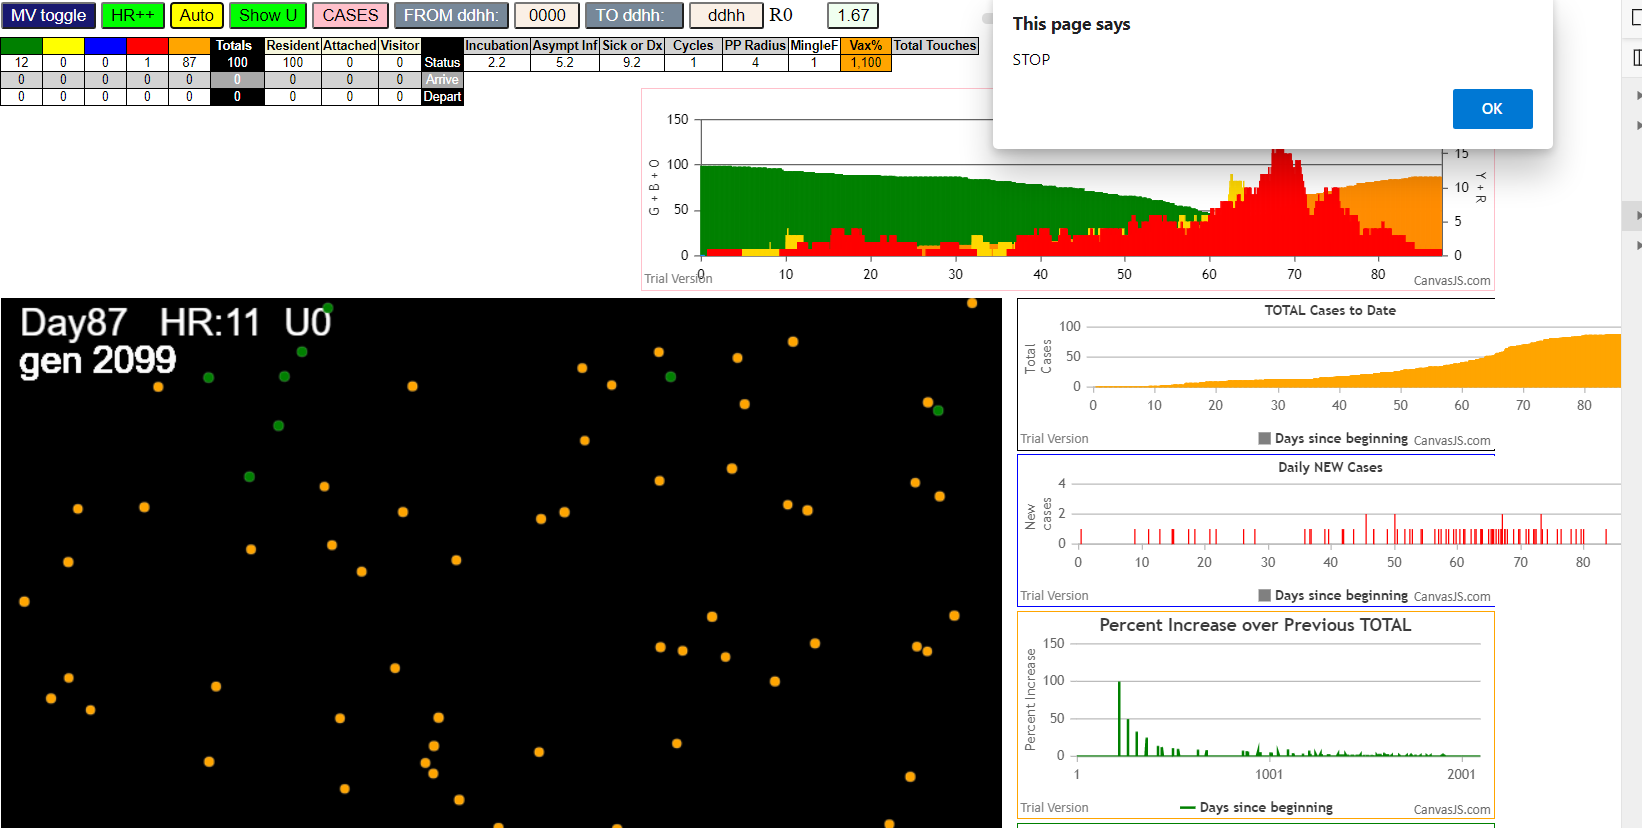 MV toggle HR++ Auto Show U CASES FROM ddhh: 0000 TO ddhh: ddhh R0 1.67
This page says
STOP
OK
Totals Resident Attached Visitor Incubation Asympt Inf Sick or Dx Cycles PP Radius MingleF Vax% Total Touches
12 0 0 1 87 100 100 0 0 Status 2.2 5.2 9.2 1 4 1 1,100
0 0 0 0 0 0 0 0 0 Arrive
0 0 0 0 0 0 0 0 0 Depart
150
100
50
0
G + B + O
15
10
5
0
Y + R
0 10 20 30 40 50 60 70 80
Trial Version
CanvasJS.com
Day87 HR:11 U0
gen 2099
TOTAL Cases to Date
Total
Cases
100
50
0
0 10 20 30 40 50 60 70 80
Days since beginning
Trial Version
CanvasJS.com
Daily NEW Cases
New
cases
4
2
0
0 10 20 30 40 50 60 70 80
Days since beginning
Trial Version
CanvasJS.com
Percent Increase over Previous TOTAL
Percent Increase
150
100
50
0
1 1001 2001
Days since beginning
Trial Version
CanvasJS.com